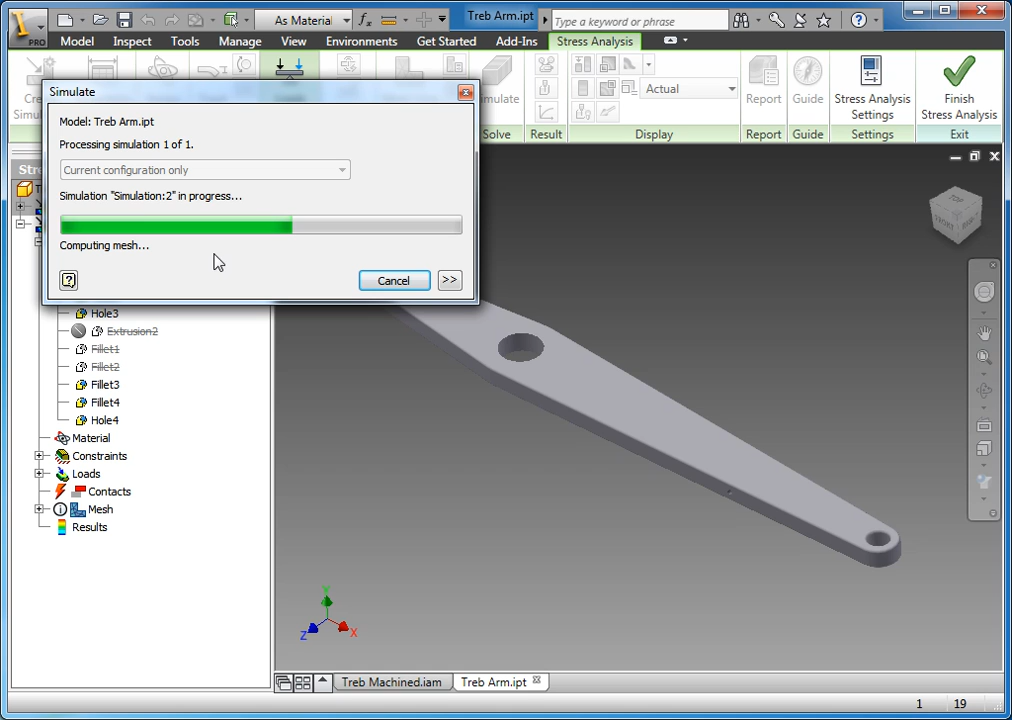 PRO
As Material
Treb Arm.ipt
Type a keyword or phrase
Model
Inspect
Tools
Manage
View
Environments
Get Started
Add-Ins
Stress Analysis
Actual
Report
Guide
Stress Analysis
Settings
Finish
Stress Analysis
Solve
Result
Display
Report
Guide
Settings
Exit
Simulate
Model: Treb Arm.ipt
Processing simulation 1 of 1.
Current configuration only
Simulation "Simulation:2" in progress...
Computing mesh...
Cancel
>>
Hole3
Extrusion2
Fillet1
Fillet2
Fillet3
Fillet4
Hole4
Material
Constraints
Loads
Contacts
Mesh
Results
TOP
FRONT
Y
Z
X
Treb Machined.iam
Treb Arm.ipt
1
19